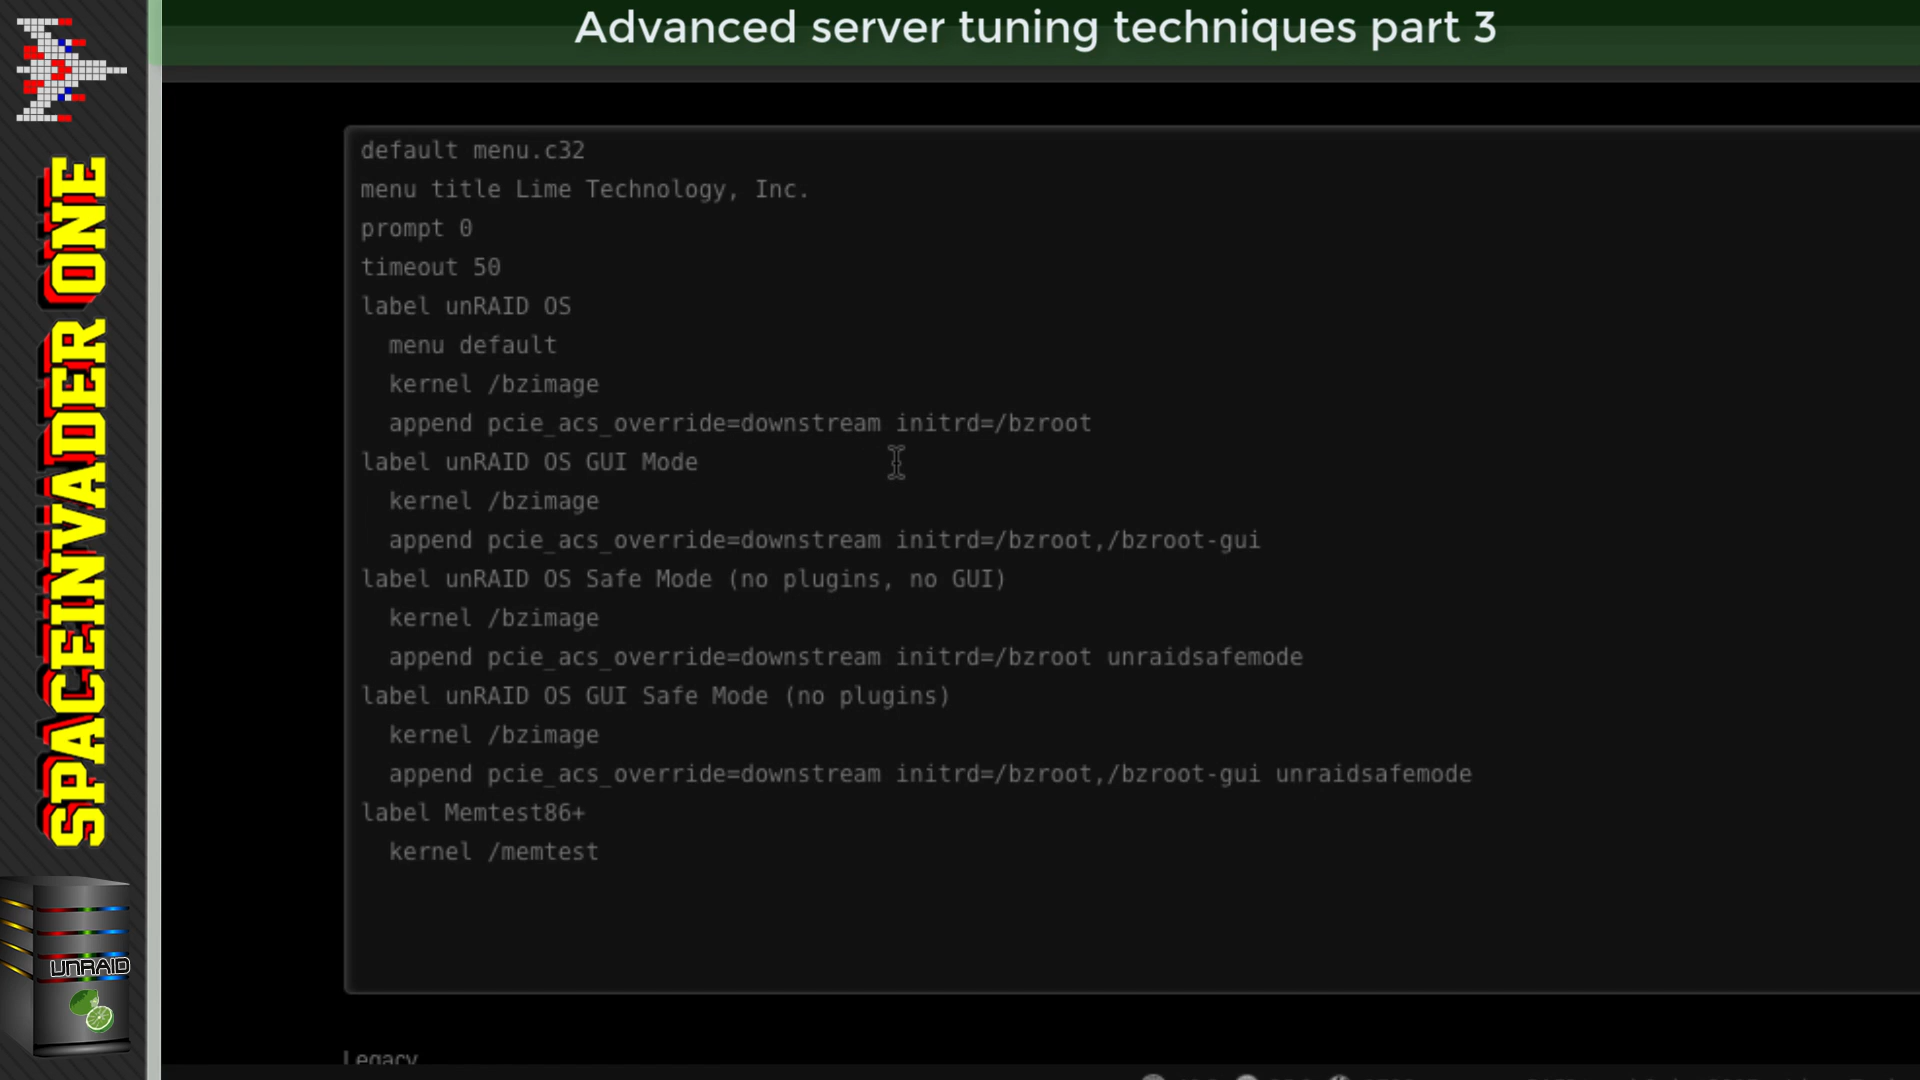 Advanced server tuning techniques part 3
SPACEINVADER ONE
default menu.c32
menu title Lime Technology, Inc.
prompt 0
timeout 50
label unRAID OS
menu default
kernel /bzimage
append pcie_acs_override=downstream initrd=/bzroot
label unRAID OS GUI Mode
kernel /bzimage
append pcie_acs_override=downstream initrd=/bzroot,/bzroot-gui
label unRAID OS Safe Mode (no plugins, no GUI)
kernel /bzimage
append pcie_acs_override=downstream initrd=/bzroot unraidsafemode
label unRAID OS GUI Safe Mode (no plugins)
kernel /bzimage
append pcie_acs_override=downstream initrd=/bzroot,/bzroot-gui unraidsafemode
label Memtest86+
kernel /memtest
UNRAID
Legacy